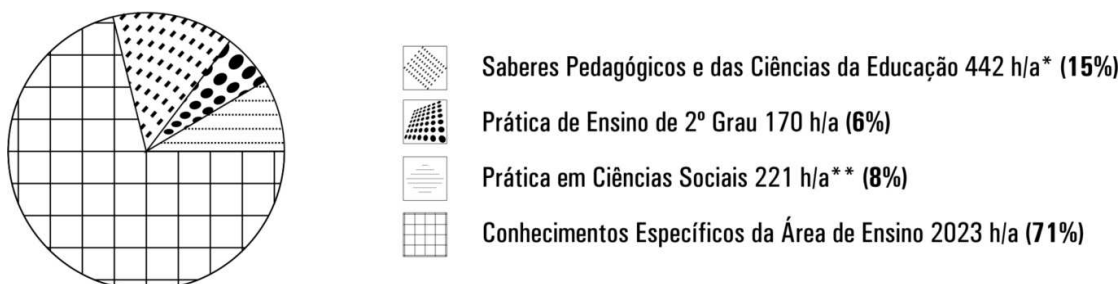 Saberes Pedagógicos e das Ciências da Educação 442 h/a* (15%)
Prática de Ensino de 2º Grau 170 h/a (6%)
Prática em Ciências Sociais 221 h/a** (8%)
Conhecimentos Específicos da Área de Ensino 2023 h/a (71%)